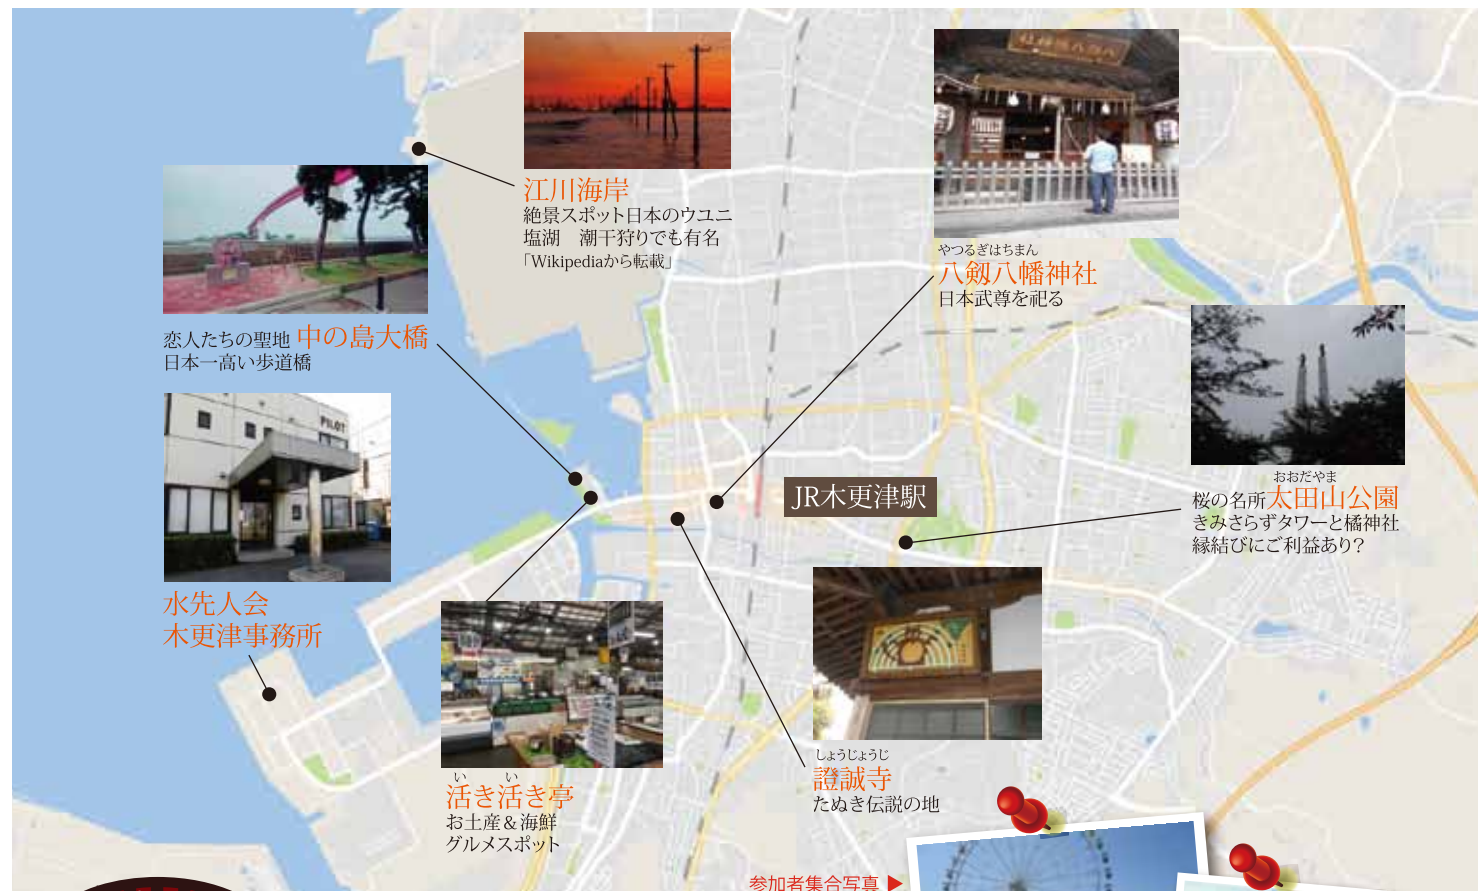 江川海岸
絶景スポット日本のウユニ
塩湖　潮干狩りでも有名
「Wikipediaから転載」
やつるぎはちまん
八剱八幡神社
日本武尊を祀る
恋人たちの聖地 中の島大橋
日本一高い歩道橋
PILOT
水先人会
木更津事務所
JR木更津駅
おおだやま
桜の名所太田山公園
きみさらずタワーと橘神社
縁結びにご利益あり？
い　い
活き活き亭
お土産＆海鮮
グルメスポット
しょうじょうじ
證誠寺
たぬき伝説の地
参加者集合写真 ▶